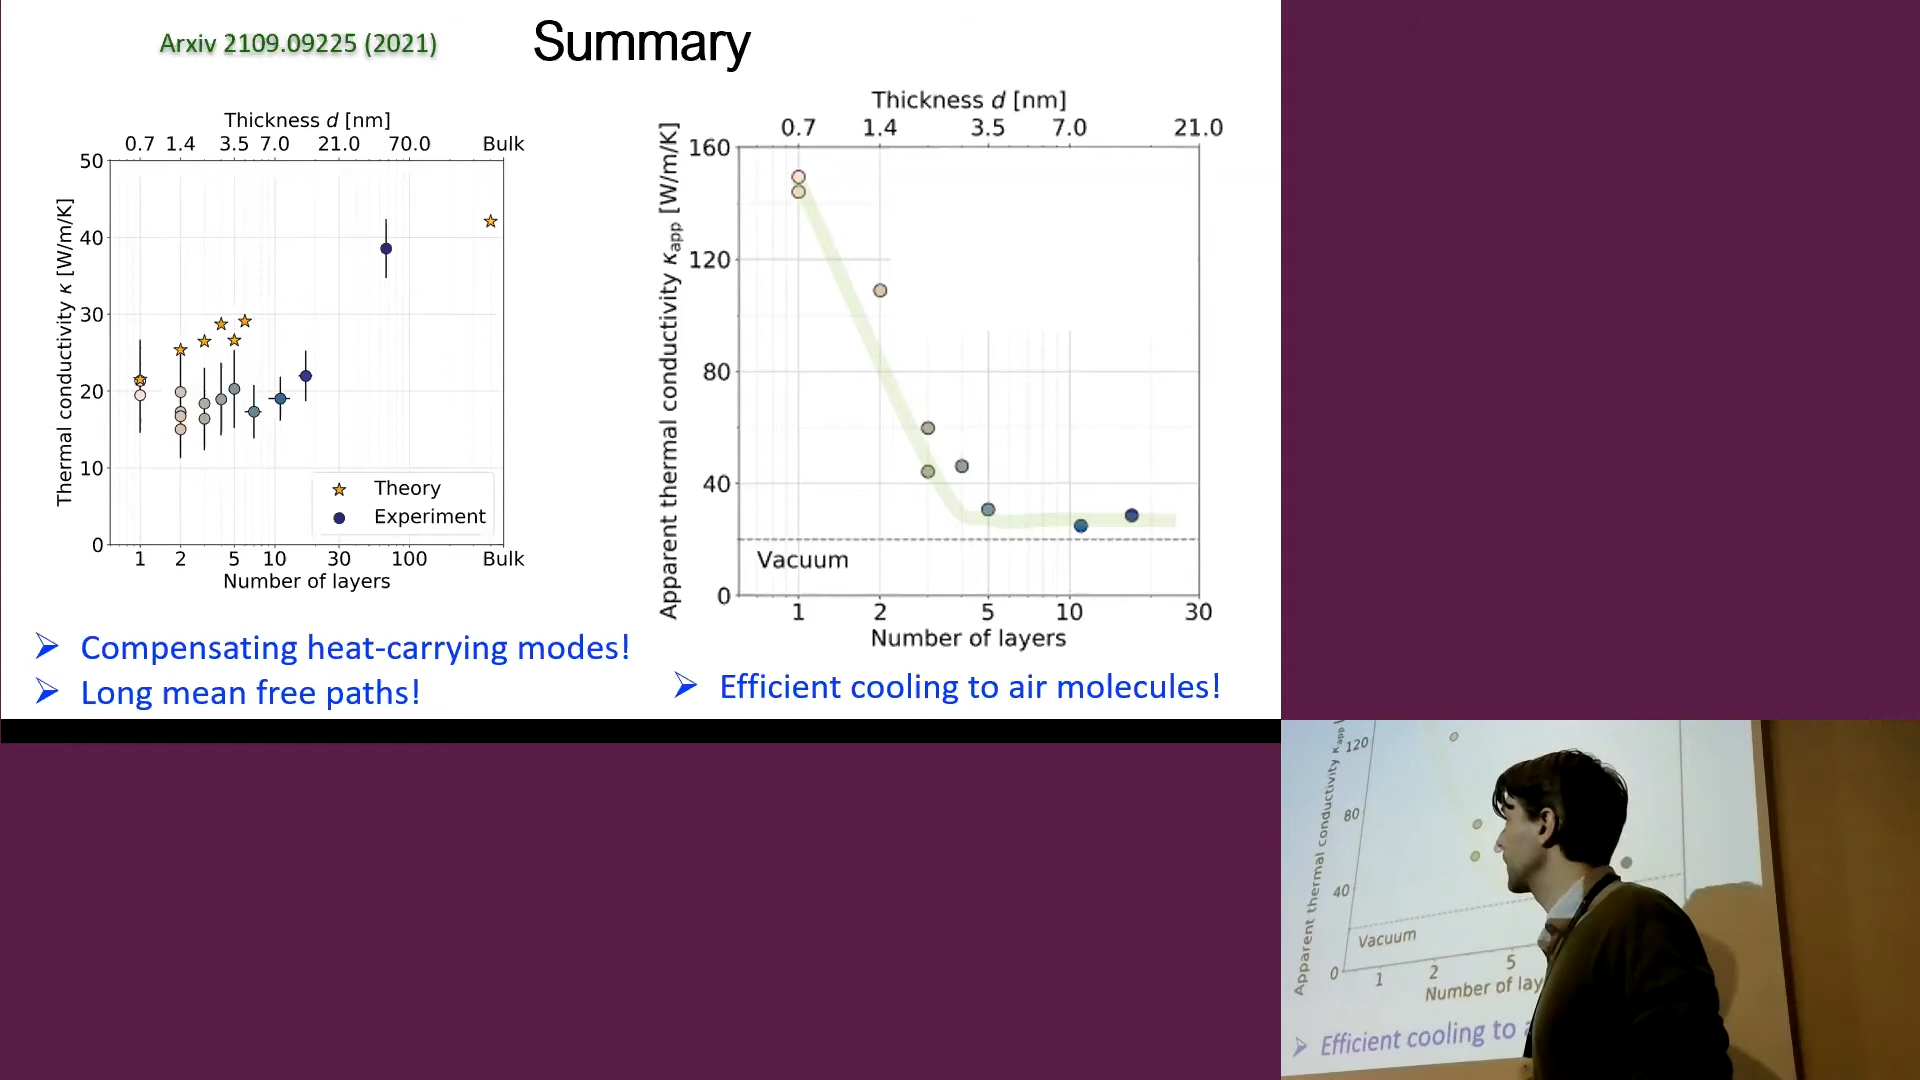 Arxiv 2109.09225 (2021)
Summary
Thickness d [nm]
0.7 1.4 3.5 7.0 21.0 70.0 Bulk
Thermal conductivity κ [W/m/K]
50
40
30
20
10
0
Theory
Experiment
1 2 5 10 30 100 Bulk
Number of layers
Thickness d [nm]
0.7 1.4 3.5 7.0 21.0
Apparent thermal conductivity κapp [W/m/K]
160
120
80
40
0
Vacuum
1 2 5 10 30
Number of layers
Compensating heat-carrying modes!
Long mean free paths!
Efficient cooling to air molecules!
Apparent thermal conductivity κapp
120
80
40
0
Vacuum
1 2 5
Number of lay
Efficient cooling to